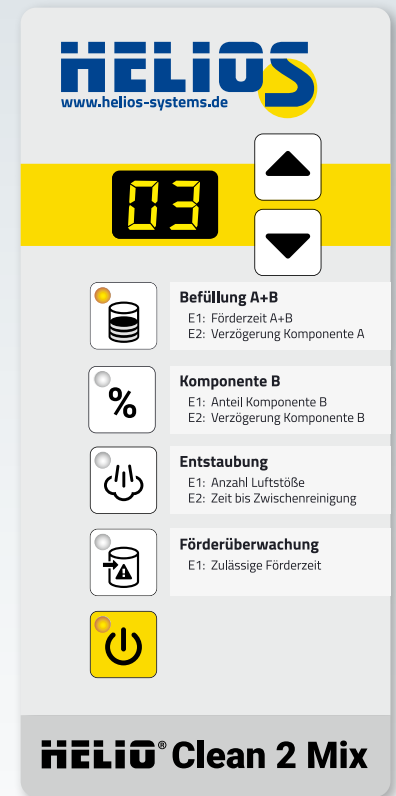 HELIOS
www.helios-systems.de
03
Befüllung A+B
E1: Förderzeit A+B
E2: Verzögerung Komponente A
%
Komponente B
E1: Anteil Komponente B
E2: Verzögerung Komponente B
Entstaubung
E1: Anzahl Luftstöße
E2: Zeit bis Zwischenreinigung
Förderüberwachung
E1: Zulässige Förderzeit
HELIO® Clean 2 Mix